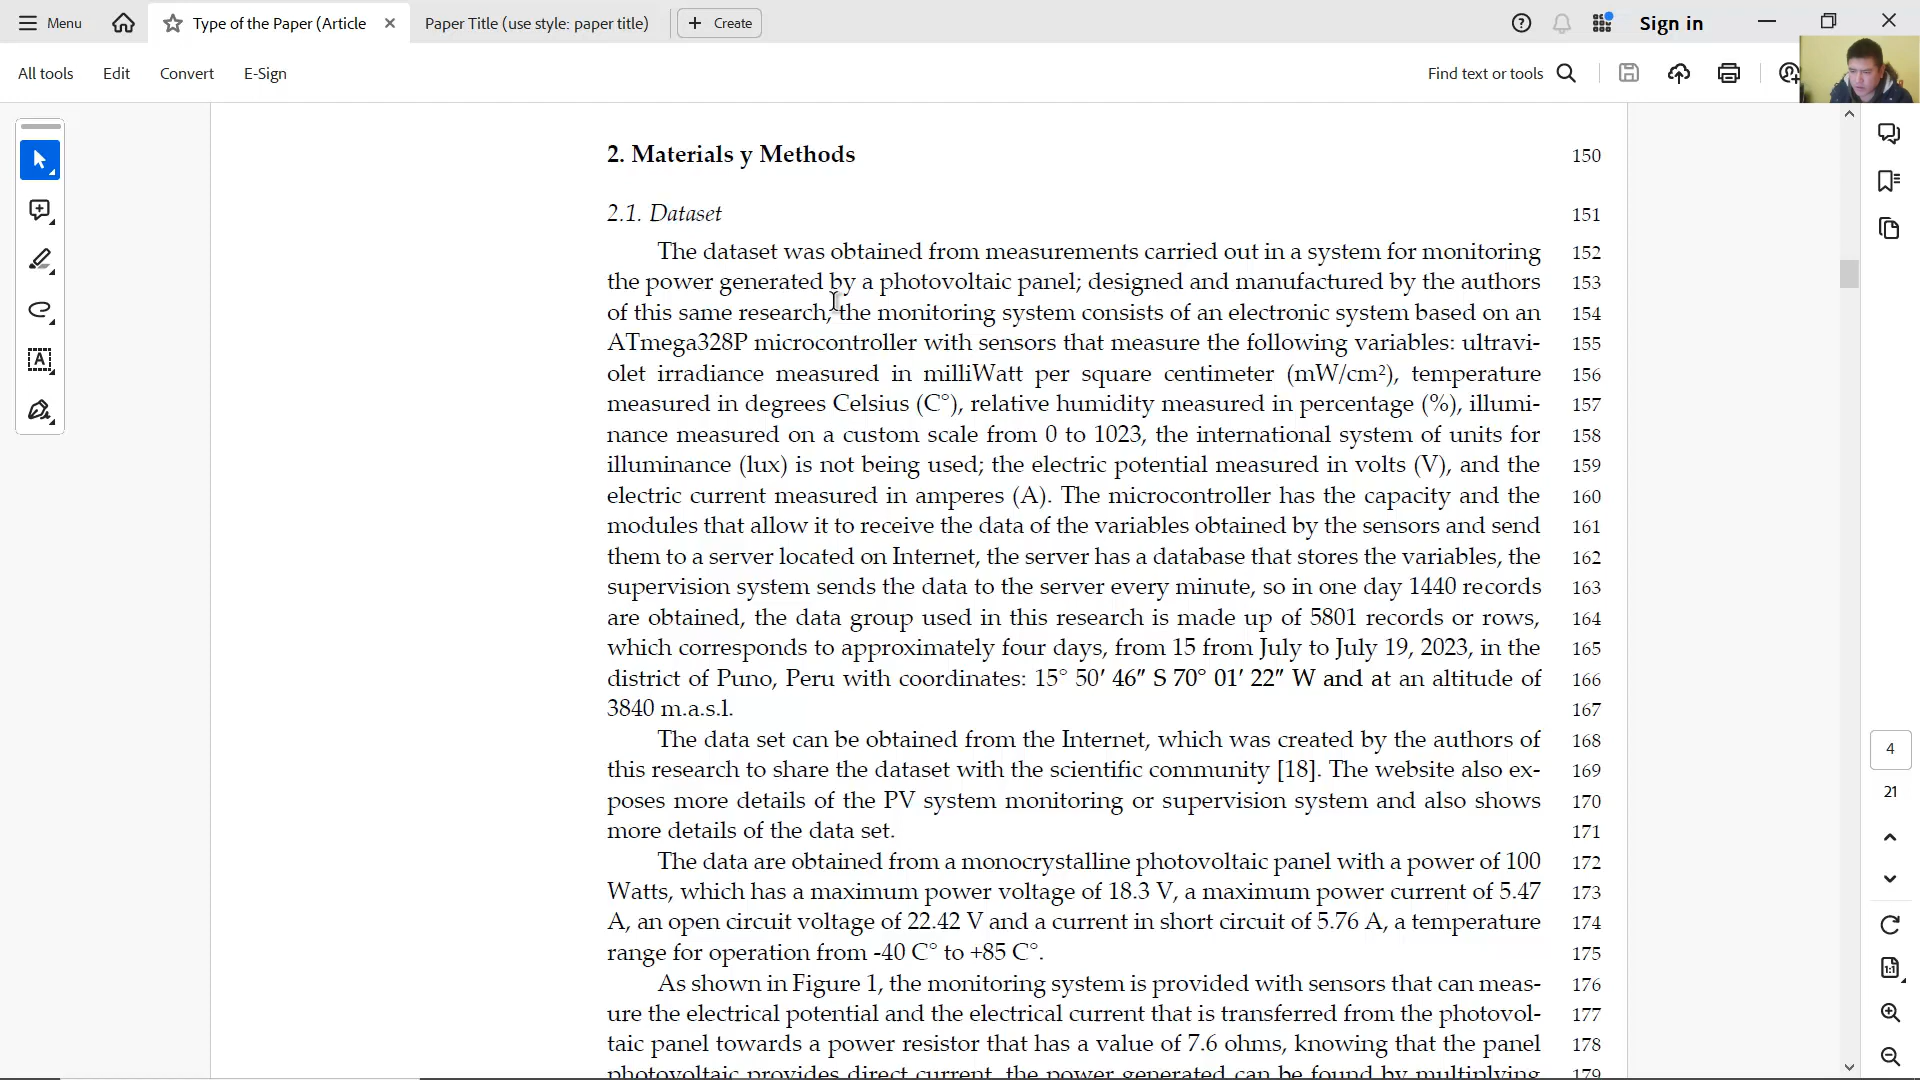 Menu
Type of the Paper (Article
Paper Title (use style: paper title)
Create
Sign in
All tools
Edit
Convert
E-Sign
Find text or tools
2. Materials y Methods 150
2.1. Dataset 151
The dataset was obtained from measurements carried out in a system for monitoring 152
the power generated by a photovoltaic panel; designed and manufactured by the authors 153
of this same research, the monitoring system consists of an electronic system based on an 154
ATmega328P microcontroller with sensors that measure the following variables: ultravi- 155
olet irradiance measured in milliWatt per square centimeter (mW/cm²), temperature 156
measured in degrees Celsius (C°), relative humidity measured in percentage (%), illumi- 157
nance measured on a custom scale from 0 to 1023, the international system of units for 158
illuminance (lux) is not being used; the electric potential measured in volts (V), and the 159
electric current measured in amperes (A). The microcontroller has the capacity and the 160
modules that allow it to receive the data of the variables obtained by the sensors and send 161
them to a server located on Internet, the server has a database that stores the variables, the 162
supervision system sends the data to the server every minute, so in one day 1440 records 163
are obtained, the data group used in this research is made up of 5801 records or rows, 164
which corresponds to approximately four days, from 15 from July to July 19, 2023, in the 165
district of Puno, Peru with coordinates: 15° 50′ 46″ S 70° 01′ 22″ W and at an altitude of 166
3840 m.a.s.l. 167
The data set can be obtained from the Internet, which was created by the authors of 168
this research to share the dataset with the scientific community [18]. The website also ex- 169
poses more details of the PV system monitoring or supervision system and also shows 170
more details of the data set. 171
The data are obtained from a monocrystalline photovoltaic panel with a power of 100 172
Watts, which has a maximum power voltage of 18.3 V, a maximum power current of 5.47 173
A, an open circuit voltage of 22.42 V and a current in short circuit of 5.76 A, a temperature 174
range for operation from -40 C° to +85 C°. 175
As shown in Figure 1, the monitoring system is provided with sensors that can meas- 176
ure the electrical potential and the electrical current that is transferred from the photovol- 177
taic panel towards a power resistor that has a value of 7.6 ohms, knowing that the panel 178
photovoltaic provides direct current, the power generated can be found by multiplying 179
4
21